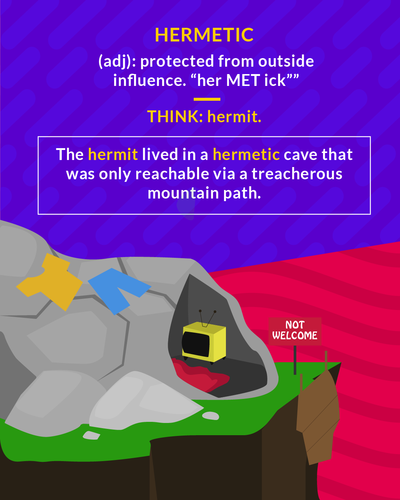 HERMETIC
(adj): protected from outside
influence. “her MET ick””
THINK: hermit.
The hermit lived in a hermetic cave that
was only reachable via a treacherous
mountain path.
NOT
WELCOME